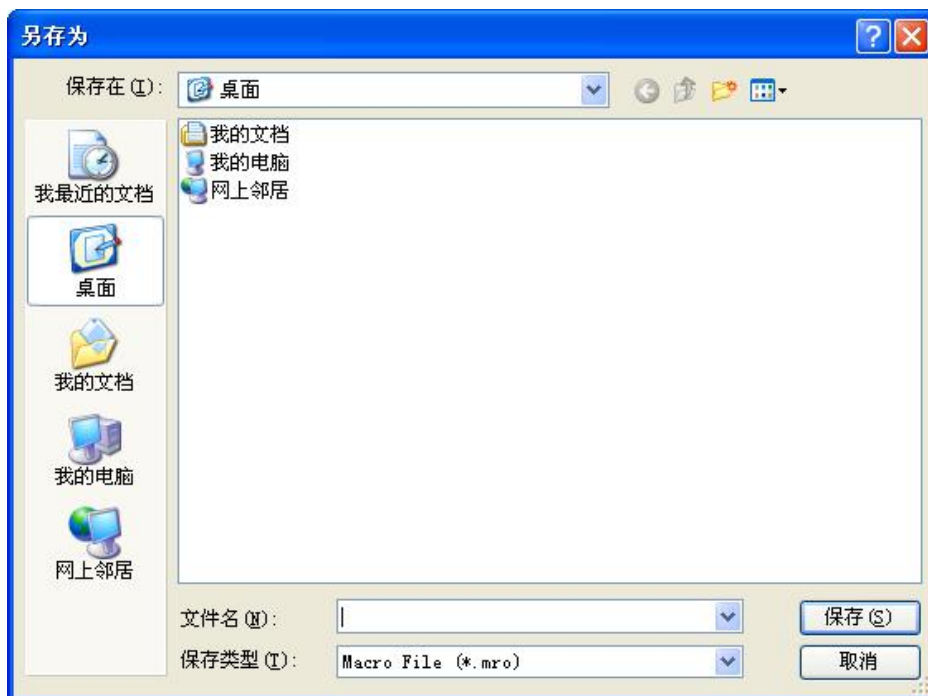 另存为
保存在(I):
桌面
我的文档
我的电脑
网上邻居
我最近的文档
桌面
我的文档
我的电脑
网上邻居
文件名(N):
保存(S)
保存类型(T):
Macro File (*.mro)
取消